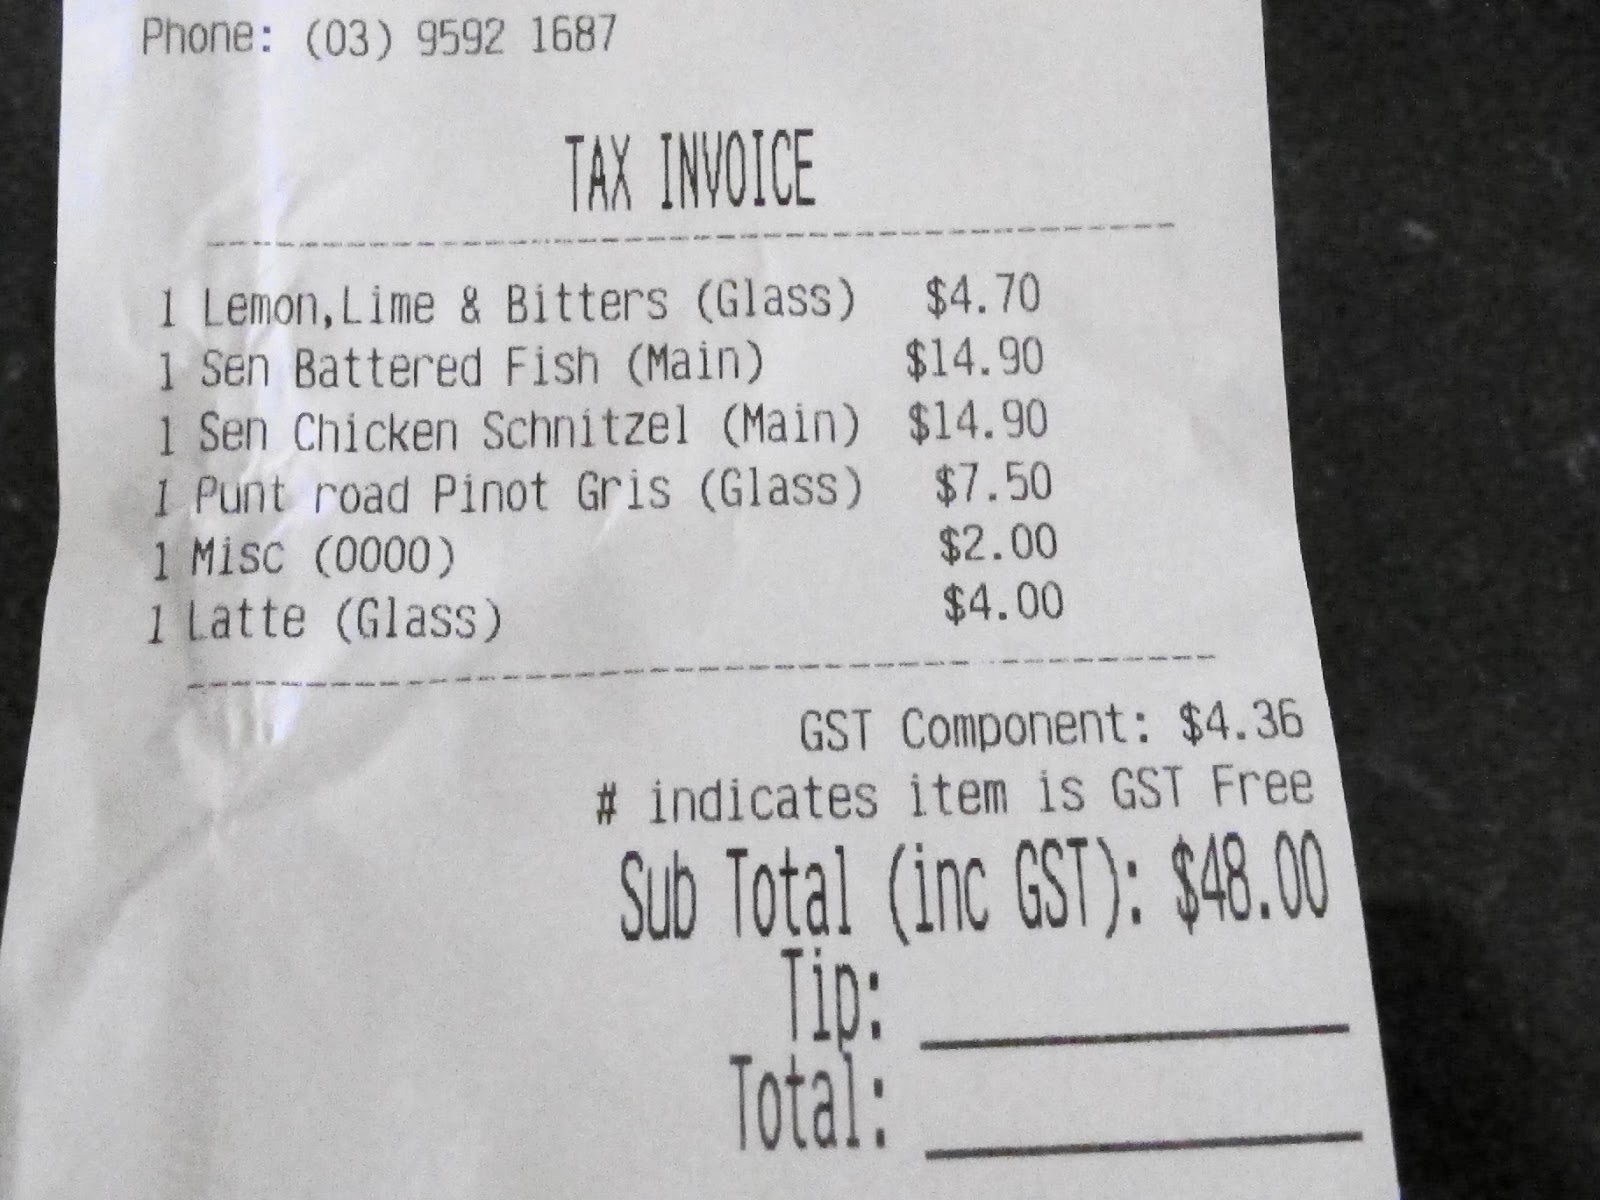 Phone: (03) 9592 1687
TAX INVOICE
1 Lemon,Lime & Bitters (Glass) $4.70
1 Sen Battered Fish (Main) $14.90
1 Sen Chicken Schnitzel (Main) $14.90
1 Punt road Pinot Gris (Glass) $7.50
1 Misc (0000) $2.00
1 Latte (Glass) $4.00
GST Component: $4.36
# indicates item is GST Free
Sub Total (inc GST): $48.00
Tip:
Total: